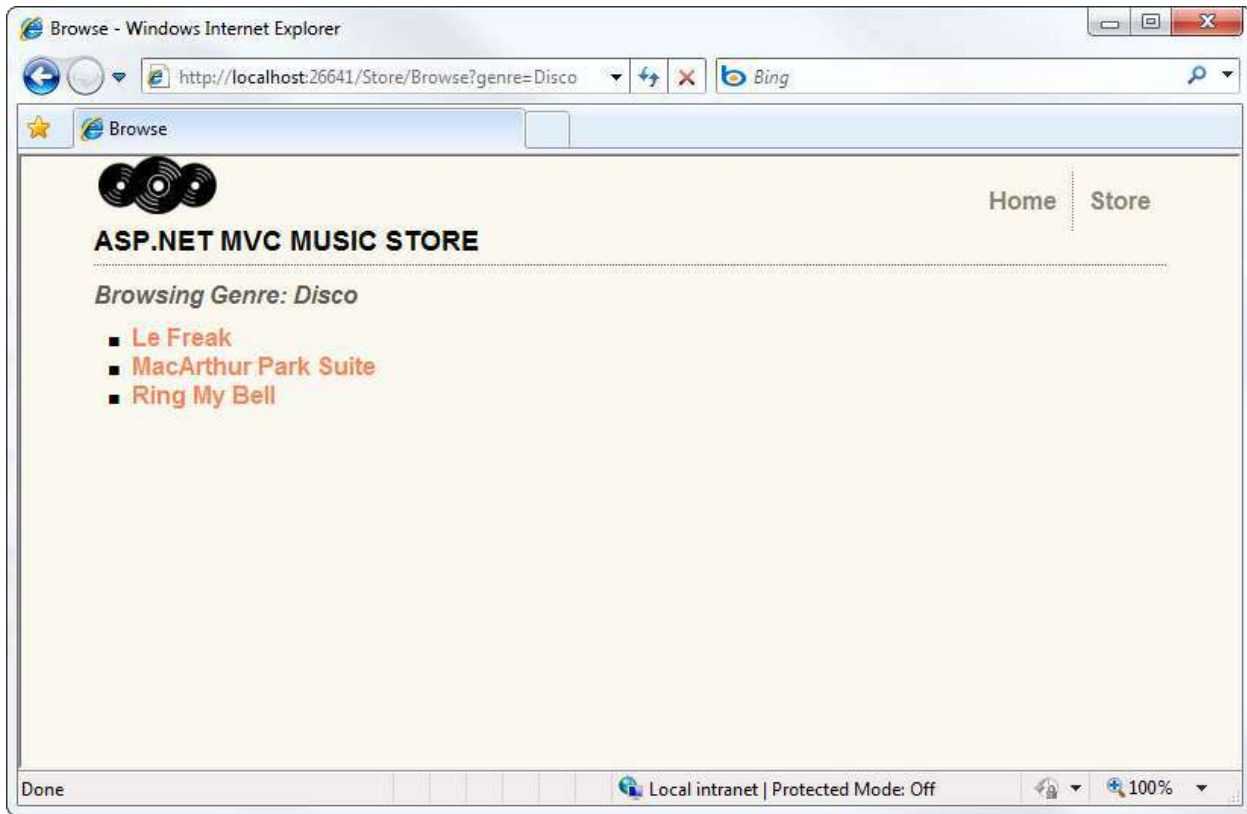 Browse - Windows Internet Explorer
http://localhost:26641/Store/Browse?genre=Disco
Bing
Browse
Home
Store
ASP.NET MVC MUSIC STORE
Browsing Genre: Disco
Le Freak
MacArthur Park Suite
Ring My Bell
Done
Local intranet | Protected Mode: Off
100%